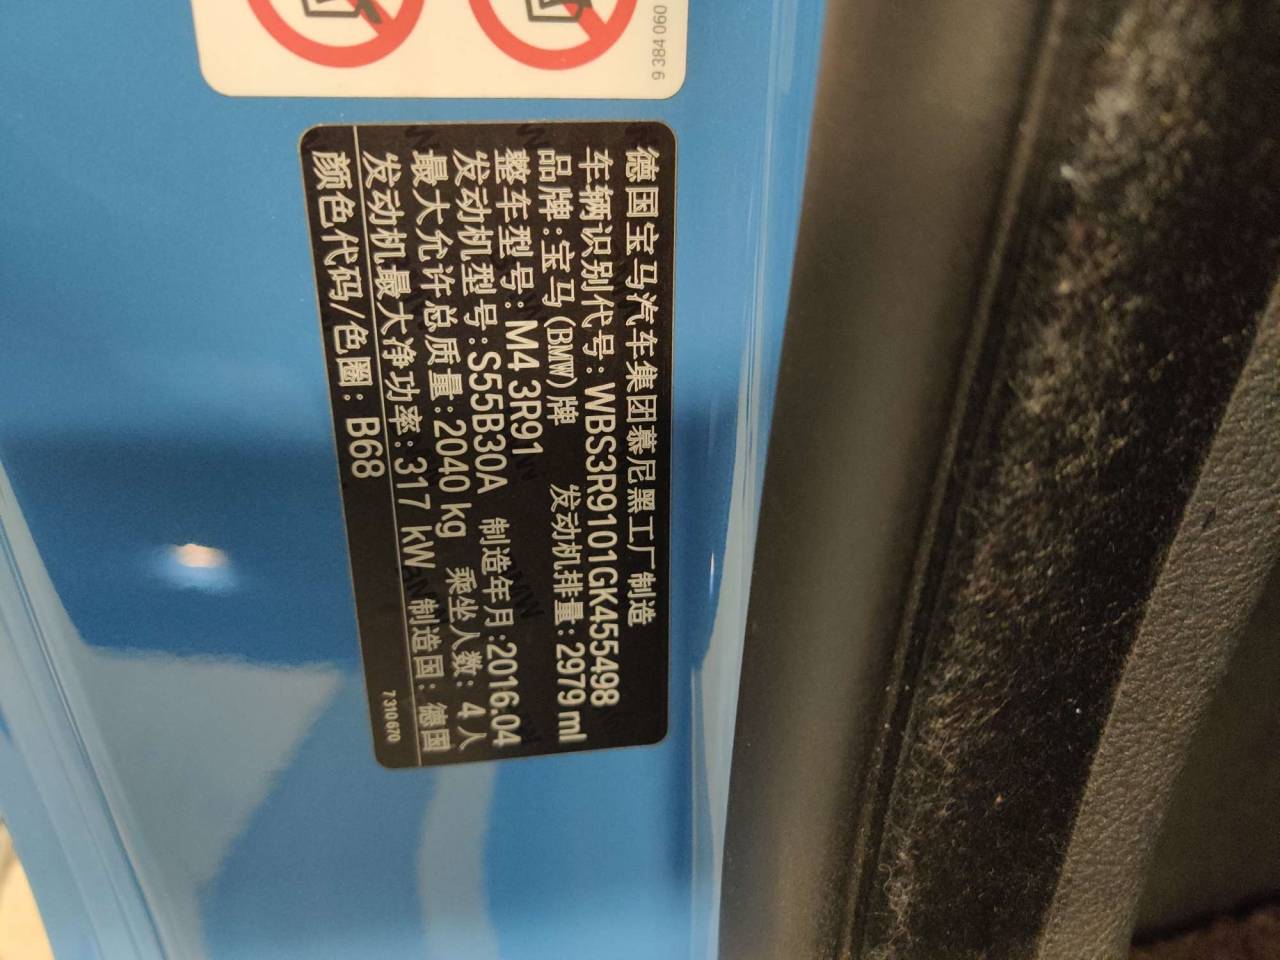 9 384 060
德国宝马汽车集团慕尼黑工厂制造
车辆识别代号: WBS3R9101GK455498
品牌:宝马(BMW)牌 发动机排量: 2979 ml
整车型号: M4 3R91
发动机型号:S55B30A 制造年月:2016.04
最大允许总质量:2040 kg 乘坐人数: 4人
发动机最大净功率: 317 kW 制造国: 德国
颜色代码/色圈: B68
7 310 670